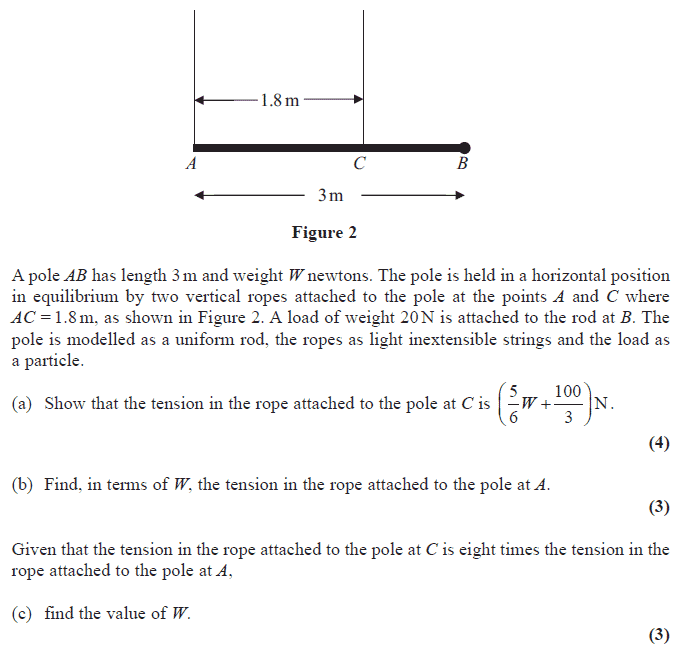 1.8 m
A C B
3 m
Figure 2
A pole AB has length 3 m and weight W newtons. The pole is held in a horizontal position
in equilibrium by two vertical ropes attached to the pole at the points A and C where
AC = 1.8 m, as shown in Figure 2. A load of weight 20 N is attached to the rod at B. The
pole is modelled as a uniform rod, the ropes as light inextensible strings and the load as
a particle.
(a) Show that the tension in the rope attached to the pole at C is (5/6 W + 100/3) N.
(4)
(b) Find, in terms of W, the tension in the rope attached to the pole at A.
(3)
Given that the tension in the rope attached to the pole at C is eight times the tension in the
rope attached to the pole at A,
(c) find the value of W.
(3)